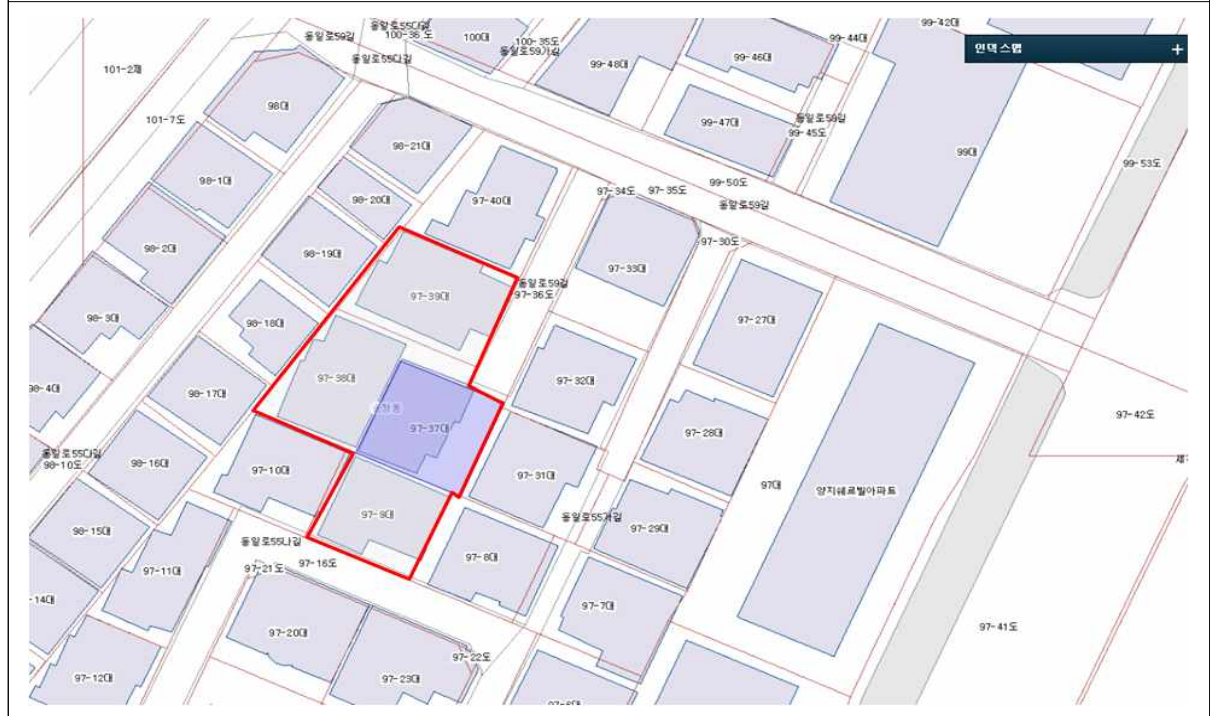 동일로55다길
동일로59길
100-36 도
100대
100-35도
동일로59가길
동일로55다길
99-48대
99-46대
99-44대
99-42대
인덱스맵 +
101-2제
101-7도
98대
98-21대
99-47대
동일로59길
99-45도
99대
99-53도
98-1대
98-20대
97-40대
97-34도
97-35도
99-50도
동일로59길
98-2대
98-19대
97-33대
97-30도
97-39대
동일로59길
97-36도
98-3대
98-18대
97-27대
97-38대
97-32대
98-4대
98-17대
97-37대
97-28대
97-42도
동일로55다길
98-10도
98-16대
97-10대
97-31대
97대
양지쉐르빌아파트
98-15대
97-9대
동일로55가길
97-29대
동일로55나길
97-16도
97-21도
97-11대
97-8대
-14대
97-7대
97-41도
97-20대
97-22도
97-12대
97-23대
97-6대